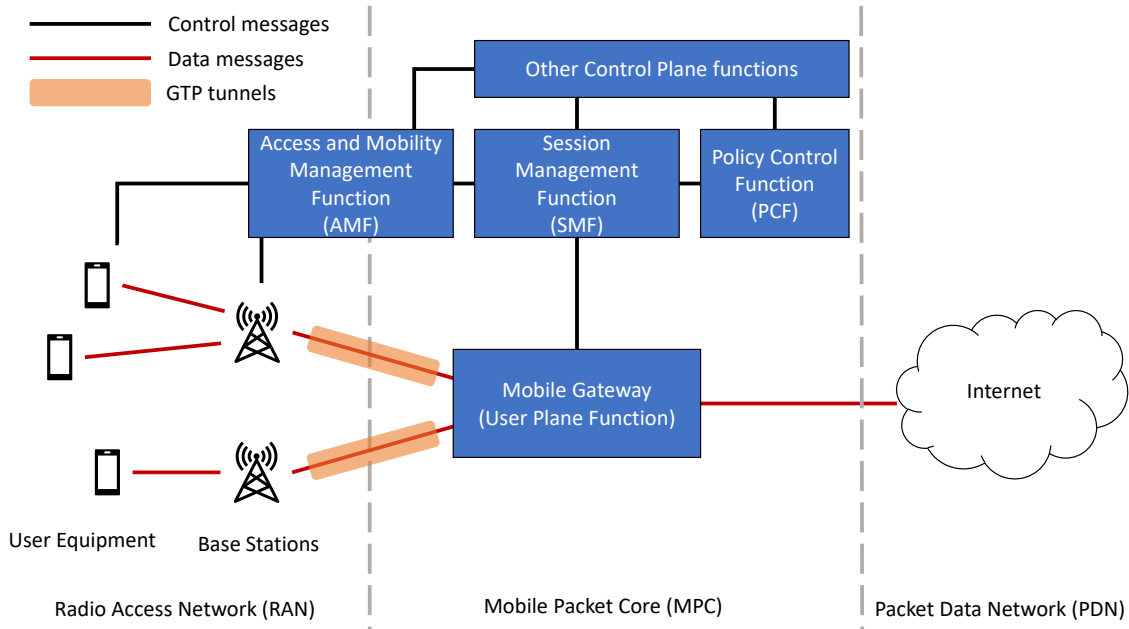 Control messages
Data messages
GTP tunnels
Other Control Plane functions
Access and Mobility
Management
Function
(AMF)
Session
Management
Function
(SMF)
Policy Control
Function
(PCF)
Mobile Gateway
(User Plane Function)
Internet
User Equipment
Base Stations
Radio Access Network (RAN)
Mobile Packet Core (MPC)
Packet Data Network (PDN)